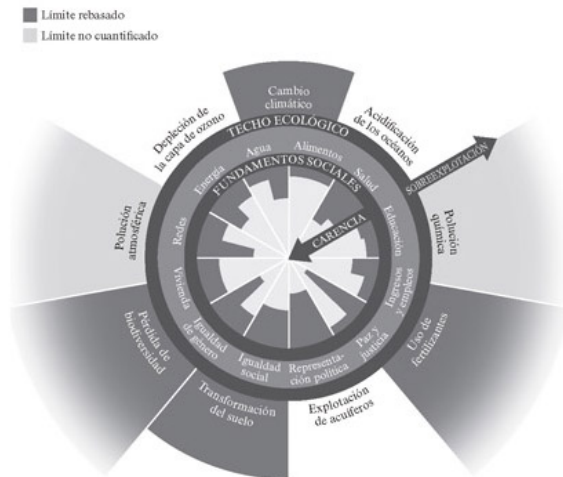 Límite rebasado
Límite no cuantificado
Cambio
climático
Depleción de
la capa de ozono
Acidificación
de los océanos
TECHO ECOLÓGICO
SOBREEXPLOTACIÓN
Agua
Alimentos
Energía
Salud
FUNDAMENTOS SOCIALES
Redes
Educación
CARENCIA
Polución
atmosférica
Polución
química
Vivienda
Ingresos
y empleos
Igualdad
de género
Igualdad
social
Representa-
ción política
Paz y
justicia
Pérdida de
biodiversidad
Uso de
fertilizantes
Transformación
del suelo
Explotación
de acuíferos